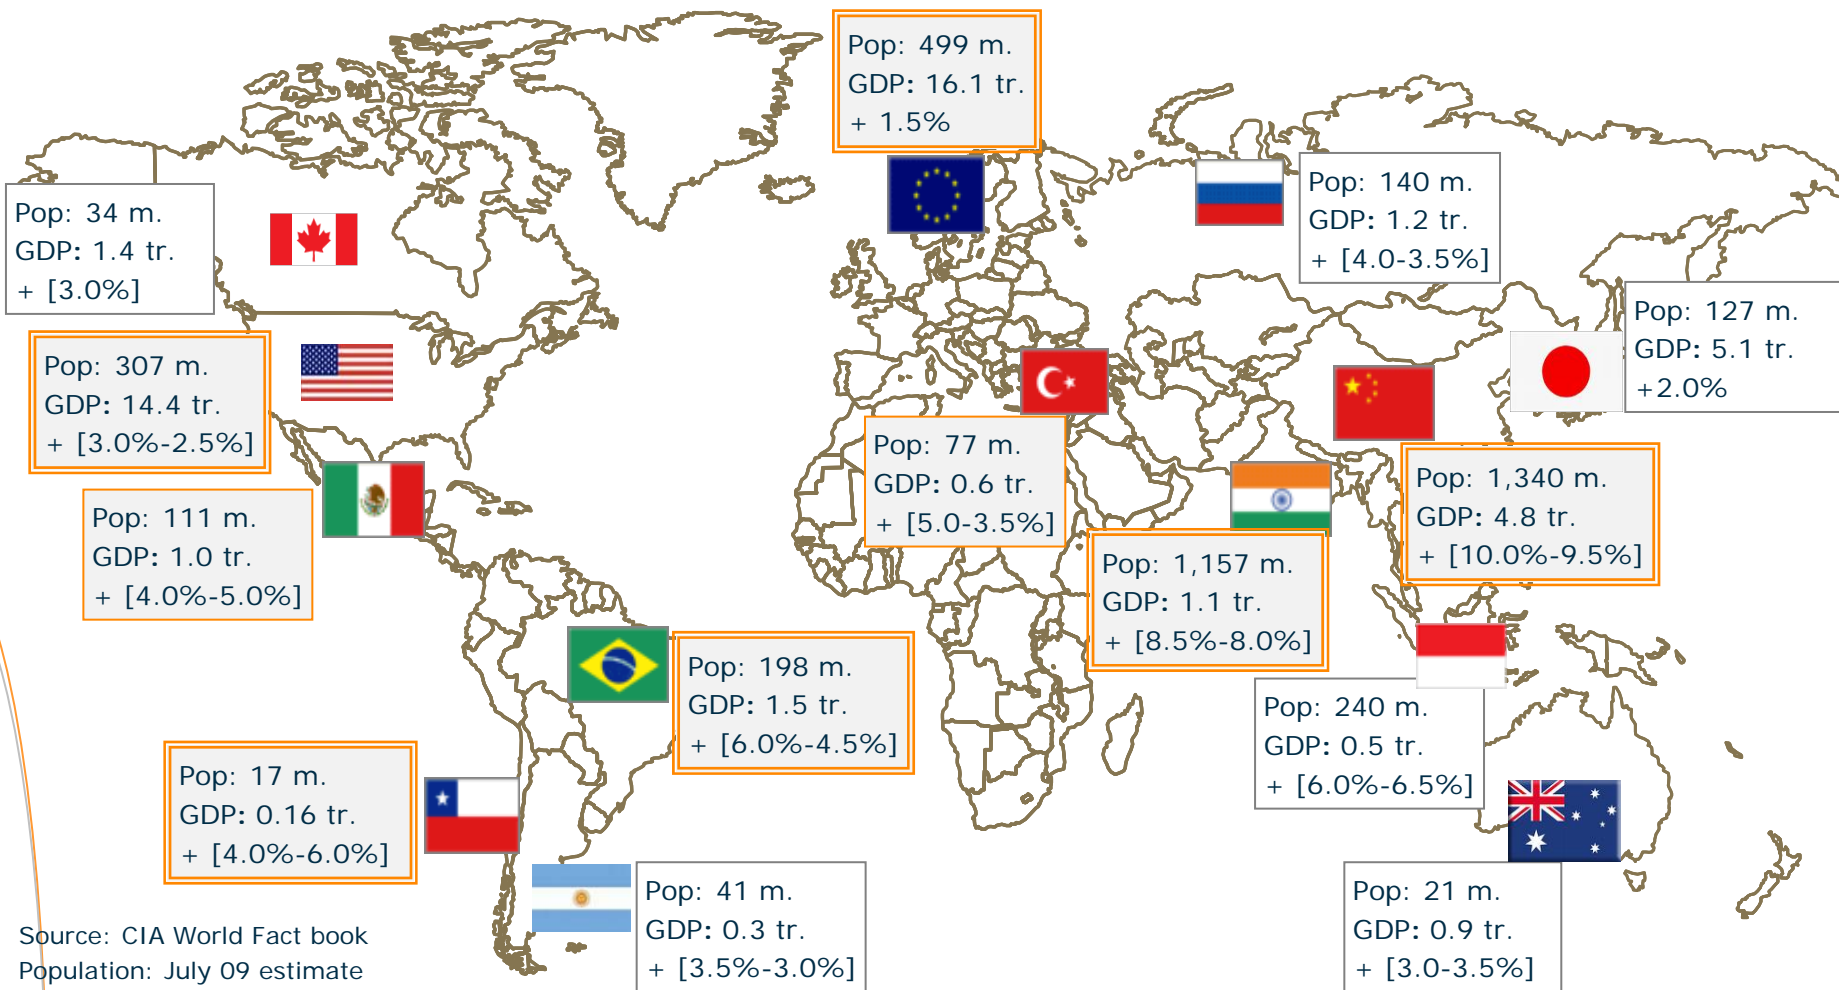 Pop: 499 m.
GDP: 16.1 tr.
+ 1.5%
Pop: 34 m.
GDP: 1.4 tr.
+ [3.0%]
Pop: 140 m.
GDP: 1.2 tr.
+ [4.0-3.5%]
Pop: 127 m.
GDP: 5.1 tr.
+2.0%
Pop: 307 m.
GDP: 14.4 tr.
+ [3.0%-2.5%]
Pop: 77 m.
GDP: 0.6 tr.
+ [5.0-3.5%]
Pop: 1,340 m.
GDP: 4.8 tr.
+ [10.0%-9.5%]
Pop: 111 m.
GDP: 1.0 tr.
+ [4.0%-5.0%]
Pop: 1,157 m.
GDP: 1.1 tr.
+ [8.5%-8.0%]
Pop: 198 m.
GDP: 1.5 tr.
+ [6.0%-4.5%]
Pop: 240 m.
GDP: 0.5 tr.
+ [6.0%-6.5%]
Pop: 17 m.
GDP: 0.16 tr.
+ [4.0%-6.0%]
Pop: 41 m.
GDP: 0.3 tr.
+ [3.5%-3.0%]
Pop: 21 m.
GDP: 0.9 tr.
+ [3.0-3.5%]
Source: CIA World Fact book
Population: July 09 estimate